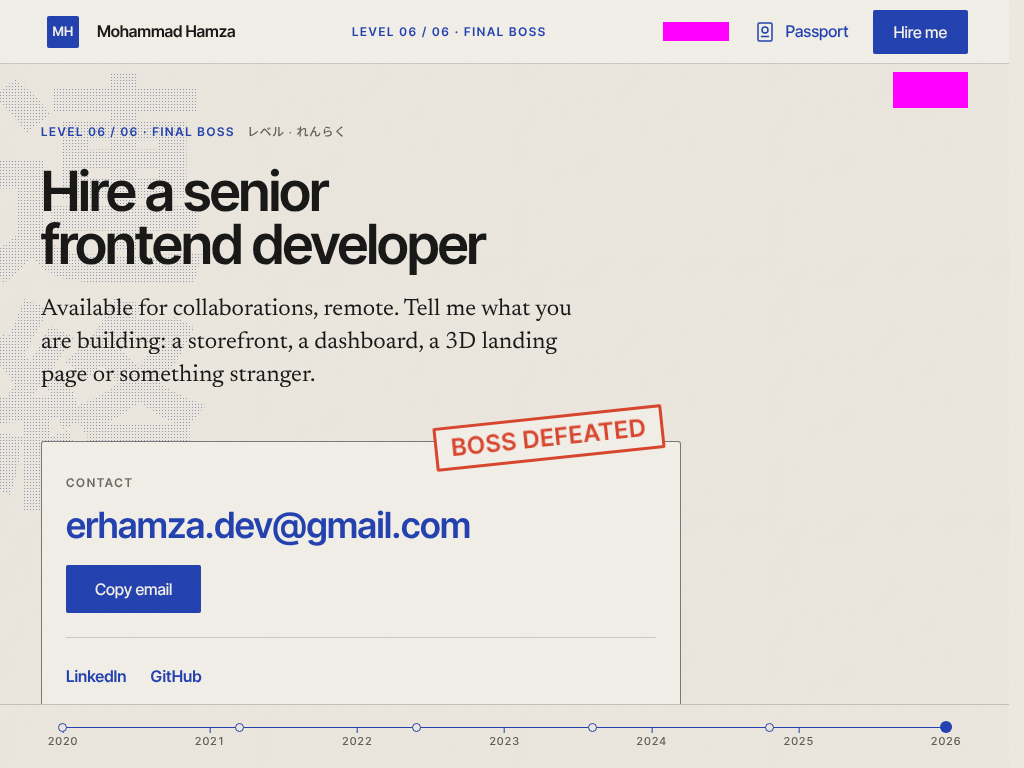 MH
Mohammad Hamza
LEVEL 06 / 06 · FINAL BOSS
Passport
Hire me
LEVEL 06 / 06 · FINAL BOSS レベル · れんらく
Hire a senior
frontend developer
Available for collaborations, remote. Tell me what you
are building: a storefront, a dashboard, a 3D landing
page or something stranger.
BOSS DEFEATED
CONTACT
erhamza.dev@gmail.com
Copy email
LinkedIn GitHub
2020 2021 2022 2023 2024 2025 2026